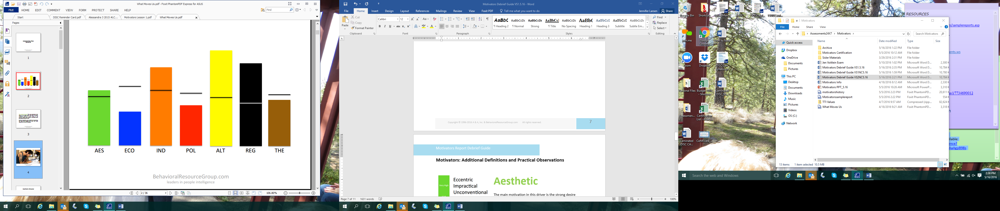 What Moves Us.pdf - Foxit PhantomPDF Express for ASUS
FILE HOME EDIT COMMENT VIEW FORM PROTECT SHARE HELP
Find
Start DISC Reminder Card.pdf Alessandra 3 2015 #LC... Motivators Lesson 1.pdf What Moves Us.pdf
Pages
1
2
3
4
AES ECO IND POL ALT REG THE
BehavioralResourceGroup.com
leaders in people intelligence
2 / 36
106.80%
Motivators Debrief Guide VS1.5.16 - Word
Jennifer Larsen
Share
File Home Insert Design Layout References Mailings Review View Foxit PDF Tell me what you want to do
Paste
Cut
Copy
Format Painter
Clipboard
Calibri 12
Font
Paragraph
AaBbC AaBbCcDc AaBbCcDc AaBbCcI AaBbCcDc AaBb( AaBbCcDI AaBbCcI AaBbCcDi
¶ Heading 2 ¶ Normal Strong ¶ Title No Spacing Heading 1 Heading 3 Subtitle Subtle Em...
Styles
Find
Replace
Select
Editing
Copyright © 1996-2016 A & A, Inc. & BehavioralResourceGroup.com All rights reserved.
7
Motivators Report Debrief Guide
Motivators: Additional Definitions and Practical Observations
Very High
Eccentric
Impractical
Unconventional
Aesthetic
The main motivation in this driver is the strong desire
Page 7 of 11 1631 words
100%
Recycle Bin
Shortcuts
join.me
Google Chrome
Stuff to Note
Zoom
Dropbox
DISC Cert Syllabus
Personal Files
Budget 2016 - Shortcut
Laminated DISC_M...
Assessmen...
Certification List - Asses...
Laminated DISC CA...
Certificate_...
RESOURCES
m/samplereports.asp
ents.ws
us/j/7734690012
ilable:
ence?
AaAgpB98s
Motivators
File Home Share View
Assessments24X7 > Motivators >
Search Motivators
Quick access
Dropbox
OneDrive
Documents
Pictures
This PC
Desktop
Documents
Downloads
Music
Pictures
Videos
OS (C:)
Network
Name Date modified Type Size
Archive 5/16/2016 1:22 PM File folder
Motivators Certification 5/5/2016 10:12 AM File folder
Sisler Materials 3/29/2016 2:31 PM File folder
Jen Voitlein Exam 5/10/2016 1:02 PM Microsoft Word D... 2,300 K
Motivators Debrief Guide VS1.5.16 5/16/2016 2:35 PM Microsoft Word D... 10,784 K
Motivators Debrief Guide VS1NC5.16 5/16/2016 1:59 PM Microsoft Word D... 10,780 K
Motivators Debrief Guide VS2NC5.16 5/16/2016 2:21 PM Microsoft Word D... 10,784 K
Motivators Info 4/18/2016 8:12 AM Microsoft Word D... 2,330 K
Motivators PPT_5.16 5/5/2016 10:26 AM Microsoft PowerP... 3,310 K
motivatorshistory 5/5/2016 2:23 PM Foxit PhantomPD... 20,611 K
Motivatorssamplereport 5/5/2016 2:22 PM Foxit PhantomPD... 554 K
TTI Values 4/7/2016 9:57 AM Compressed (zipp... 82,624 K
What Moves Us 4/18/2016 9:21 AM Foxit PhantomPD... 3,318 K
13 items 1 item selected 10.5 MB
Search the web and Windows
2:38 PM
5/16/2016